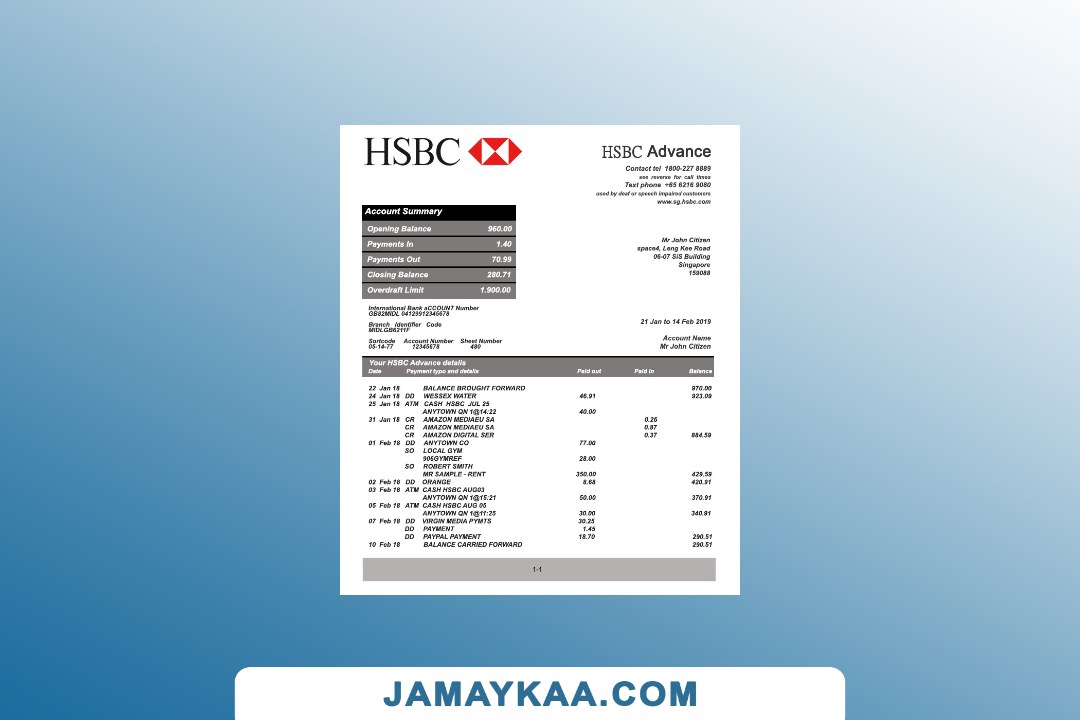 HSBC
HSBC Advance
Contact tel 1800-227 8889
see reverse for call times
Text phone +65 6216 9080
used by deaf or speech impaired customers
www.sg.hsbc.com
Account Summary
Opening Balance 960.00
Payments In 1.40
Payments Out 70.99
Closing Balance 280.71
Overdraft Limit 1.900.00
Mr John Citizen
space4, Leng Kee Road
06-07 SiS Building
Singapore
159088
International Bank aCCOUNT Number
GB82MIDL 04129912345678
Branch Identifier Code
MIDLGB6211F
Sortcode Account Number Sheet Number
05-14-77 12345678 480
21 Jan to 14 Feb 2019
Account Name
Mr John Citizen
Your HSBC Advance details
Date Payment typo and details Paid out Paid in Balance
22 Jan 18 BALANCE BROUGHT FORWARD 970.00
24 Jan 18 DD WESSEX WATER 46.91 923.09
25 Jan 18 ATM CASH HSBC JUL 25
ANYTOWN QN 1@14:22 40.00
31 Jan 18 CR AMAZON MEDIAEU SA 0.26
CR AMAZON MEDIAEU SA 0.87
CR AMAZON DIGITAL SER 0.37 884.59
01 Feb 18 DD ANYTOWN CO 77.00
SO LOCAL GYM
906GYMREF 28.00
SO ROBERT SMITH
MR SAMPLE - RENT 350.00 429.59
02 Feb 18 DD ORANGE 8.68 420.91
03 Feb 18 ATM CASH HSBC AUG03
ANYTOWN QN 1@15:21 50.00 370.91
05 Feb 18 ATM CASH HSBC AUG 05
ANYTOWN QN 1@11:25 30.00 340.91
07 Feb 18 DD VIRGIN MEDIA PYMTS 30.25
DD PAYMENT 1.45
DD PAYPAL PAYMENT 18.70 290.51
10 Feb 18 BALANCE CARRIED FORWARD 290.51
1-1
JAMAYKAA.COM